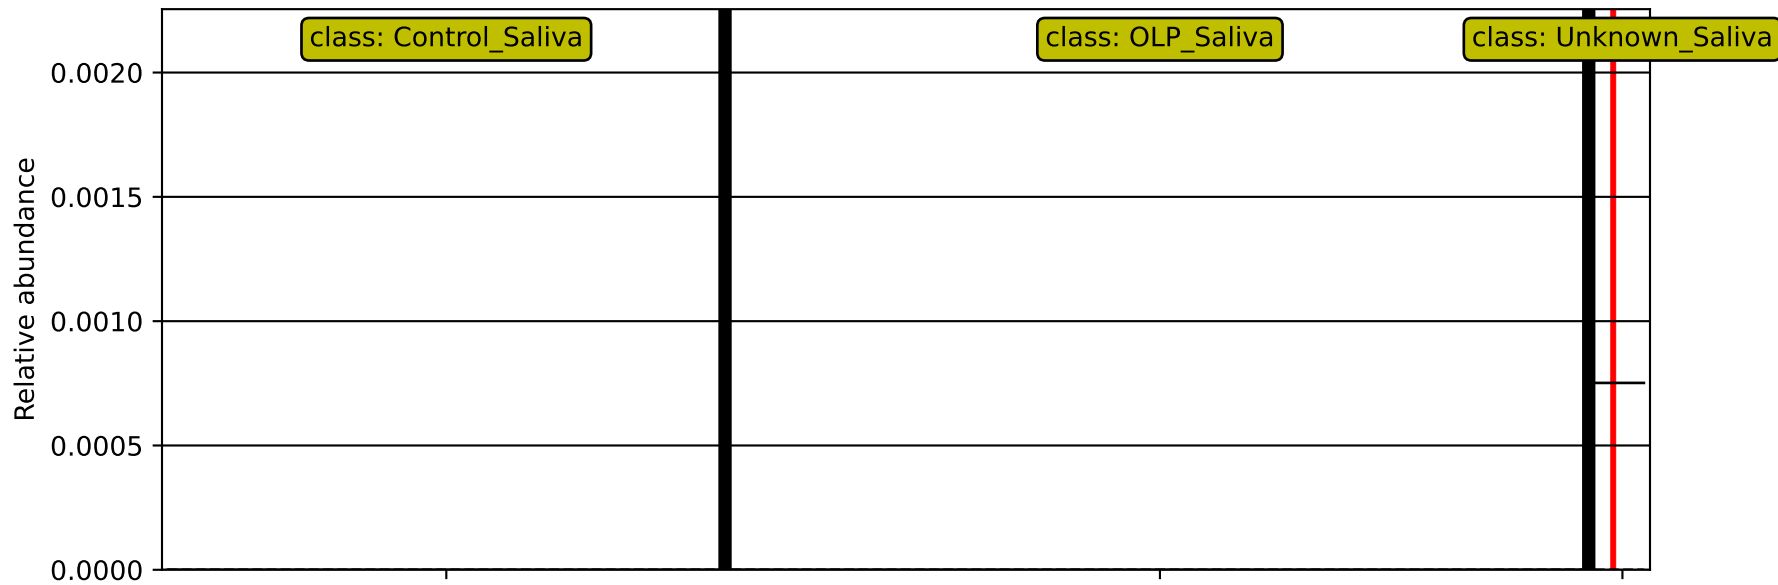 class: Control_Saliva
class: OLP_Saliva
class: Unknown_Saliva
Relative abundance
0.0020
0.0015
0.0010
0.0005
0.0000